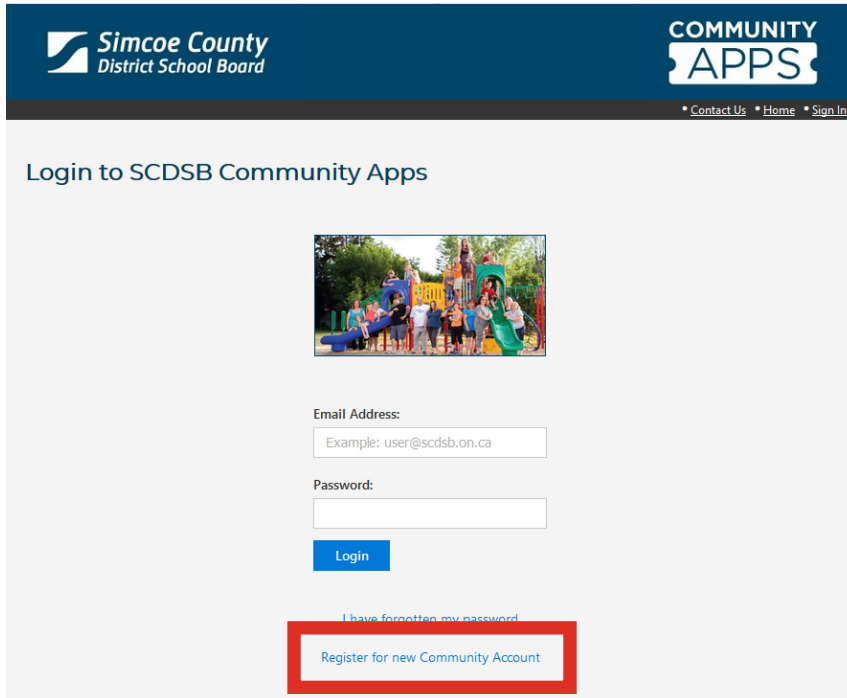 Simcoe County
District School Board
COMMUNITY
APPS
• Contact Us • Home • Sign In
Login to SCDSB Community Apps
Email Address:
Example: user@scdsb.on.ca
Password:
Login
I have forgotten my password
Register for new Community Account